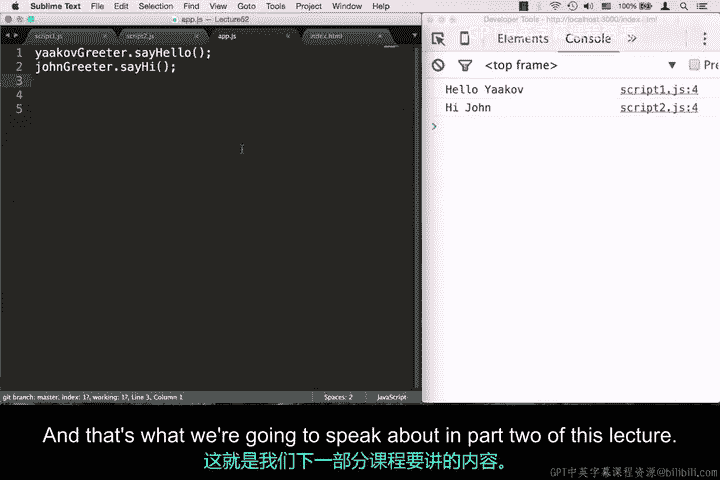 Sublime Text File Edit Selection Find View Goto Tools Project Window Help 100%
app.js — Lecture52
Developer Tools - http://localhost:3000/index
script1.js script2.js app.js index.html
Elements Console
<top frame> Pre
1 yaakovGreeter.sayHello();
2 johnGreeter.sayHi();
3
4
5
Hello Yaakov script1.js:4
Hi John script2.js:4
git branch: master, index: 1?, working: 1?, Line 3, Column 1 Spaces: 2 JavaScript
And that's what we're going to speak about in part two of this lecture.
这就是我们下一部分课程要讲的内容。
GPT中英字幕课程资源@bilibili.com